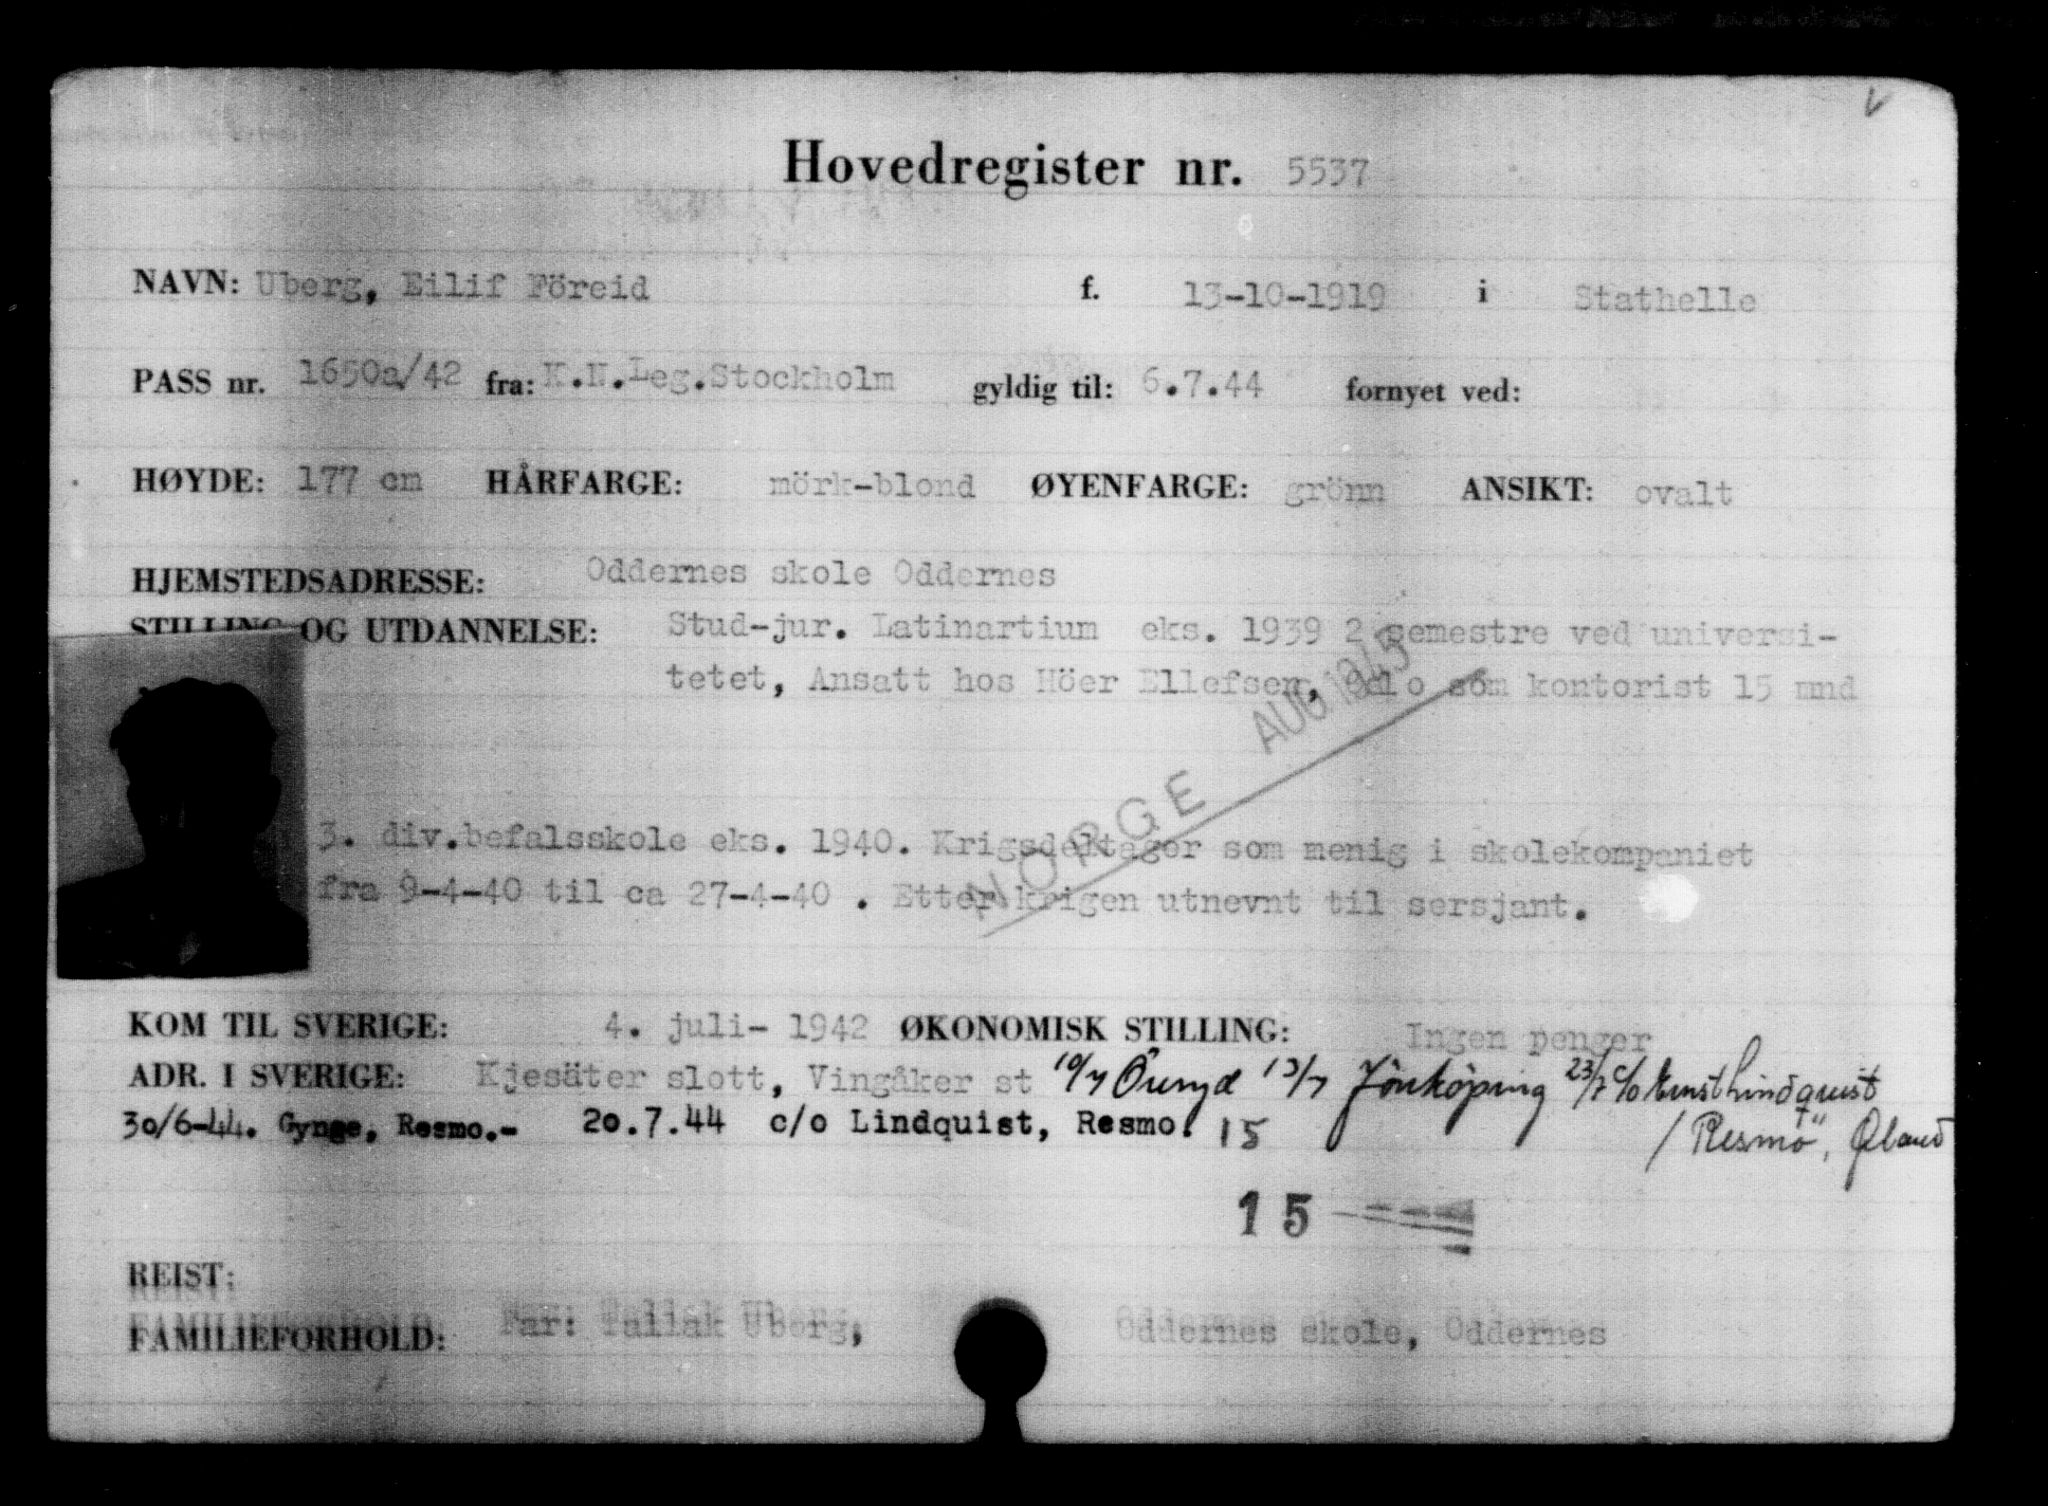 Hovedregister nr. 5537
NAVN: Uberg, Eilif Föreid f. 13-10-1919 i Stathelle
PASS nr. 1650a/42 fra: K.N.Leg.Stockholm gyldig til: 6.7.44 fornyet ved:
HØYDE: 177 cm HÅRFARGE: mörk-blond ØYENFARGE: grönn ANSIKT: ovalt
HJEMSTEDSADRESSE: Oddernes skole Oddernes
STILLING OG UTDANNELSE: Stud-jur. Latinartium eks. 1939 2 semestre ved universi-
tetet, Ansatt hos Höer Ellefsen, Oslo som kontorist 15 mnd
NORGE AUG 1945
3. div.befalsskole eks. 1940. Krigsdeltager som menig i skolekompaniet
fra 9-4-40 til ca 27-4-40 . Etter krigen utnevnt til sersjant.
KOM TIL SVERIGE: 4. juli- 1942 ØKONOMISK STILLING: Ingen penger
ADR. I SVERIGE: Kjesäter slott, Vingåker st 10/7 Öreryd 13/7 Jönköping 23/7 c/o Ernst Lindquist
30/6-44. Gynge, Resmo.- 20.7.44 c/o Lindquist, Resmo. 15 / Resmo", Øland
15
REIST:
FAMILIEFORHOLD: Far: Tallak Uberg, Oddernes skole, Oddernes